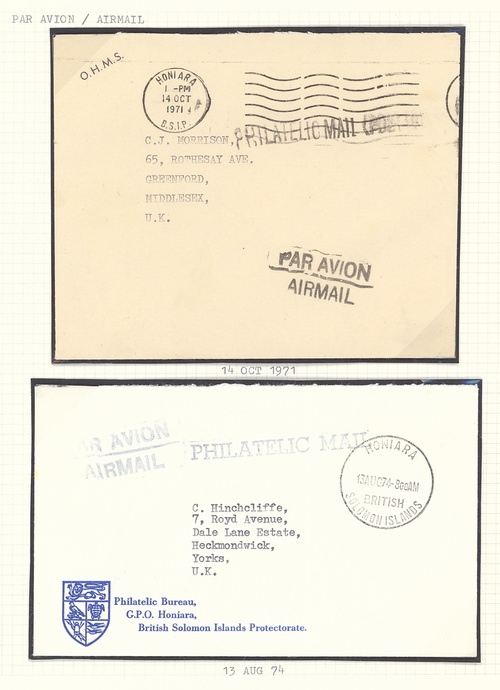 PAR AVION / AIRMAIL
O.H.M.S.
HONIARA
1 -PM
14 OCT
1971
B.S.I.P.
PHILATELIC MAIL
C.J. MORRISON,
65, ROTHESAY AVE.
GREENFORD,
MIDDLESEX,
U.K.
PAR AVION
AIRMAIL
14 OCT 1971
AR AVION
AIRMAIL
PHILATELIC MAIL
HONIARA
13AUG74-8
AM
BRITISH
SOLOMON ISLANDS
C. Hinchcliffe,
7, Royd Avenue,
Dale Lane Estate,
Heckmondwick,
Yorks,
U.K.
Philatelic Bureau,
G.P.O. Honiara,
British Solomon Islands Protectorate.
13 AUG 74